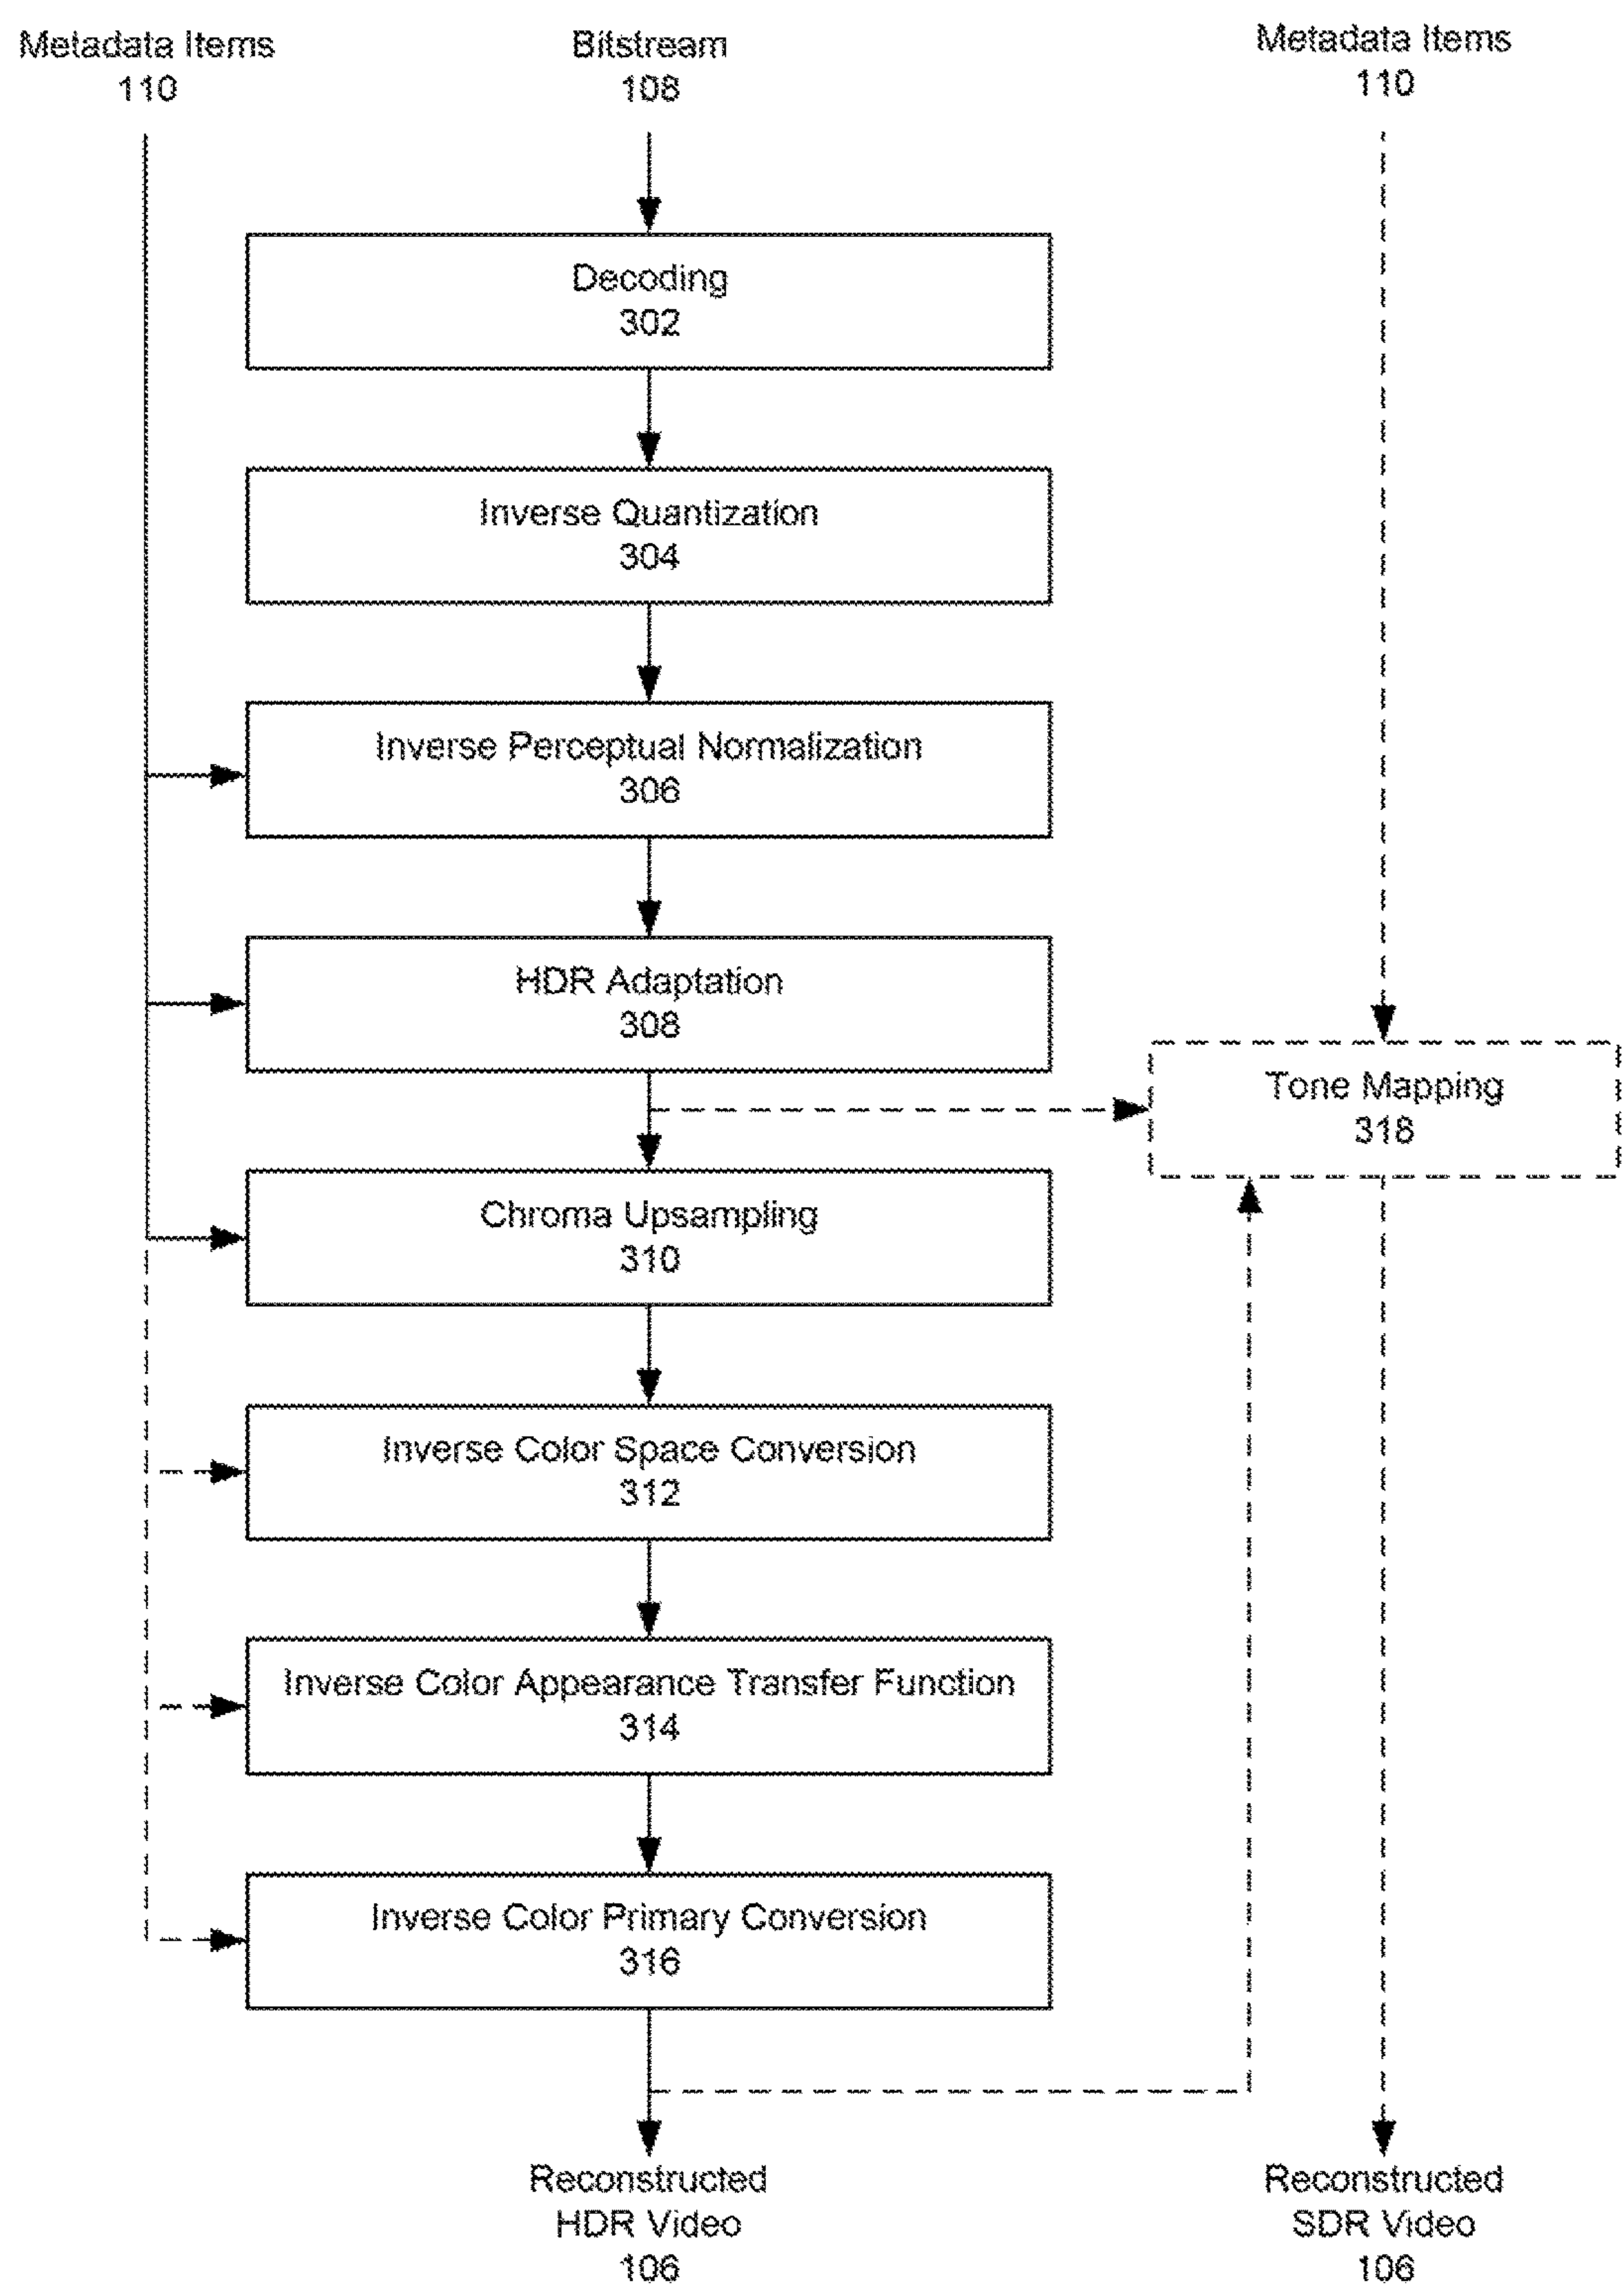 Metadata Items
110
Bitstream
108
Metadata Items
110
Decoding
302
Inverse Quantization
304
Inverse Perceptual Normalization
306
HDR Adaptation
308
Tone Mapping
318
Chroma Upsampling
310
Inverse Color Space Conversion
312
Inverse Color Appearance Transfer Function
314
Inverse Color Primary Conversion
316
Reconstructed
HDR Video
106
Reconstructed
SDR Video
106